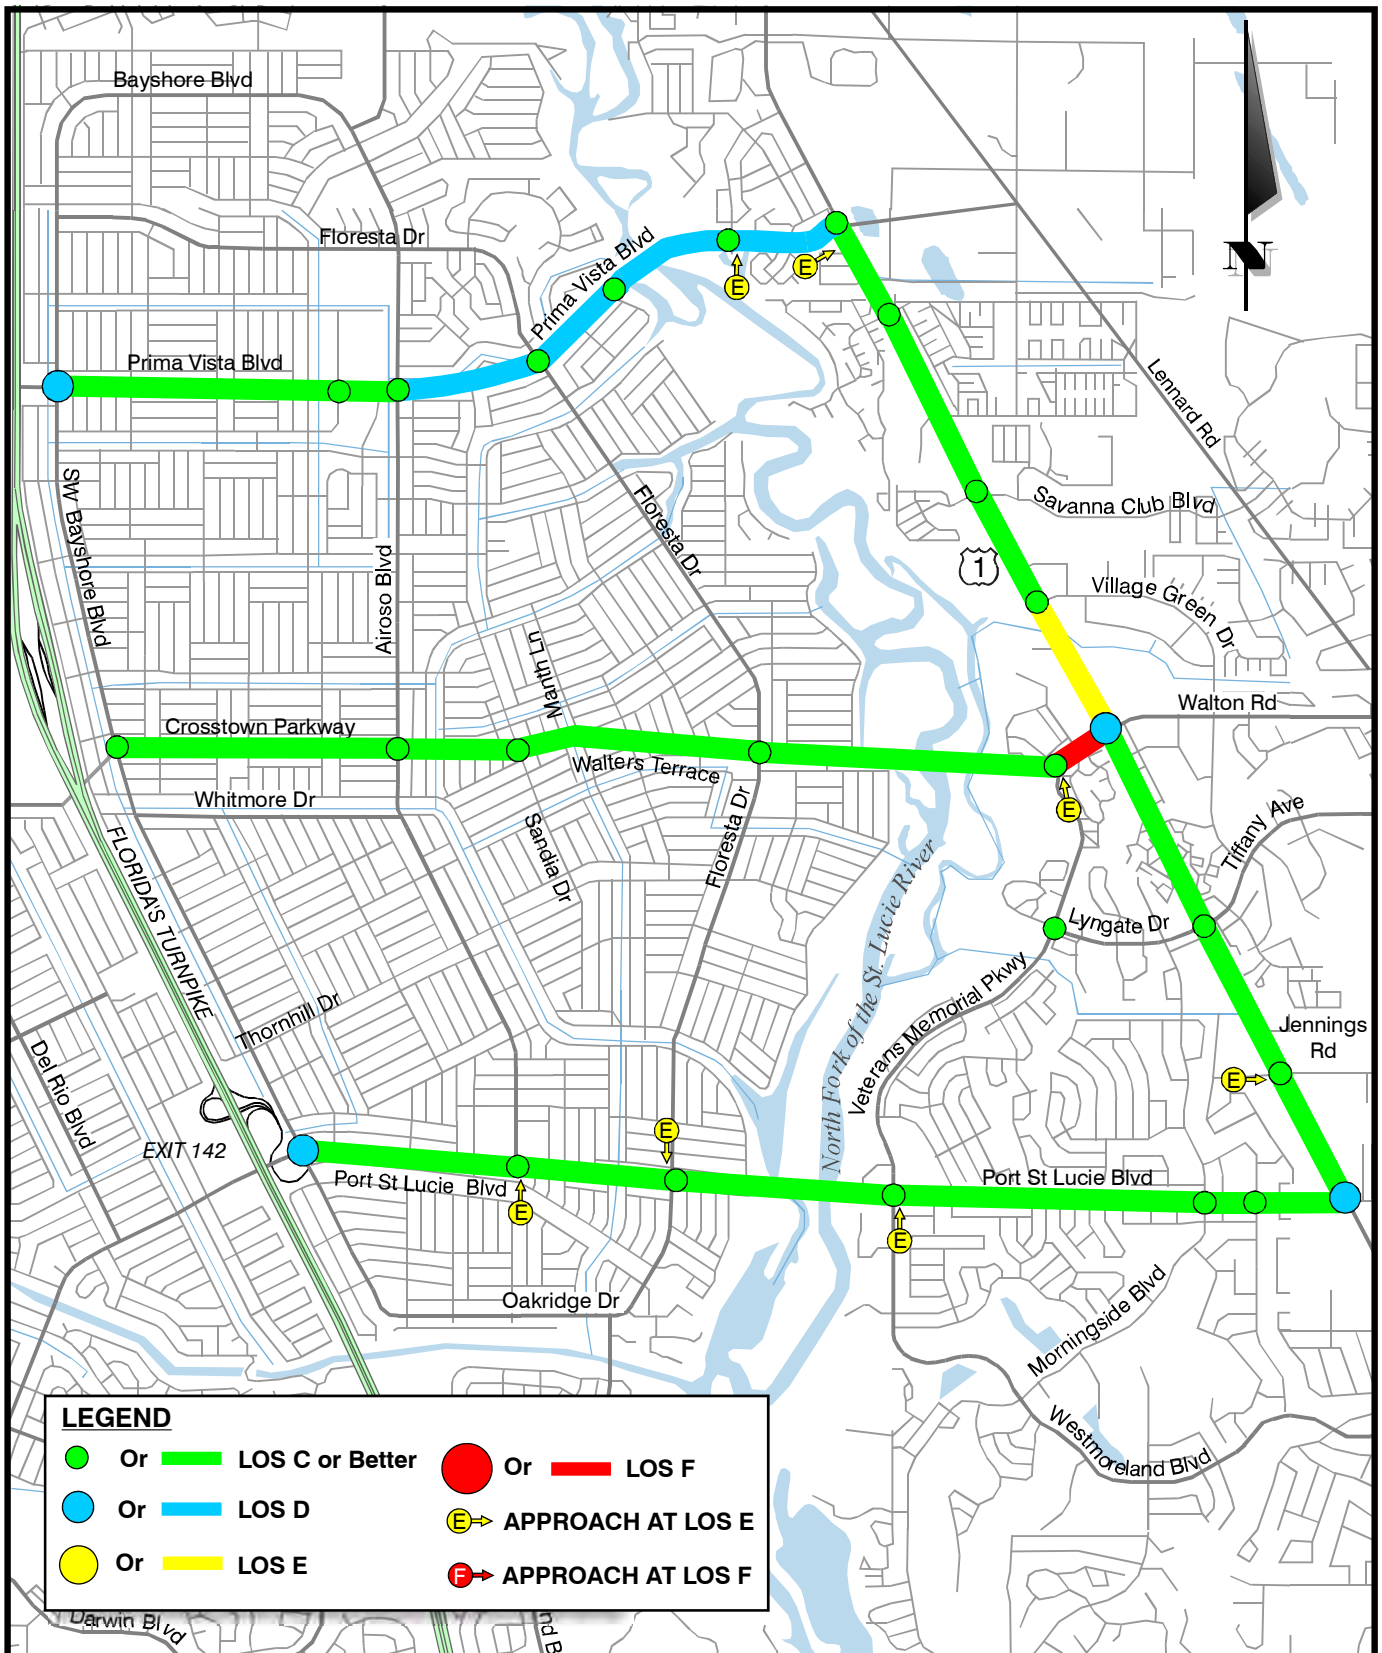 Bayshore Blvd
Floresta Dr
Prima Vista Blvd
E
E
N
Prima Vista Blvd
Lennard Rd
SW Bayshore Blvd
Floresta Dr
Savanna Club Blvd
Airoso Blvd
1
Village Green Dr
Manth Ln
Walton Rd
Crosstown Parkway
Walters Terrace
Whitmore Dr
E
Tiffany Ave
FLORIDA'S TURNPIKE
Sandia Dr
Floresta Dr
North Fork of the St. Lucie River
Lyngate Dr
Veterans Memorial Pkwy
Thornhill Dr
Jennings
Rd
Del Rio Blvd
E
EXIT 142
E
Port St Lucie Blvd
Port St Lucie Blvd
E
E
Oakridge Dr
Morningside Blvd
Westmoreland Blvd
LEGEND
Or LOS C or Better
Or LOS D
Or LOS E
Or LOS F
E APPROACH AT LOS E
F APPROACH AT LOS F
Darwin Blvd
nd B